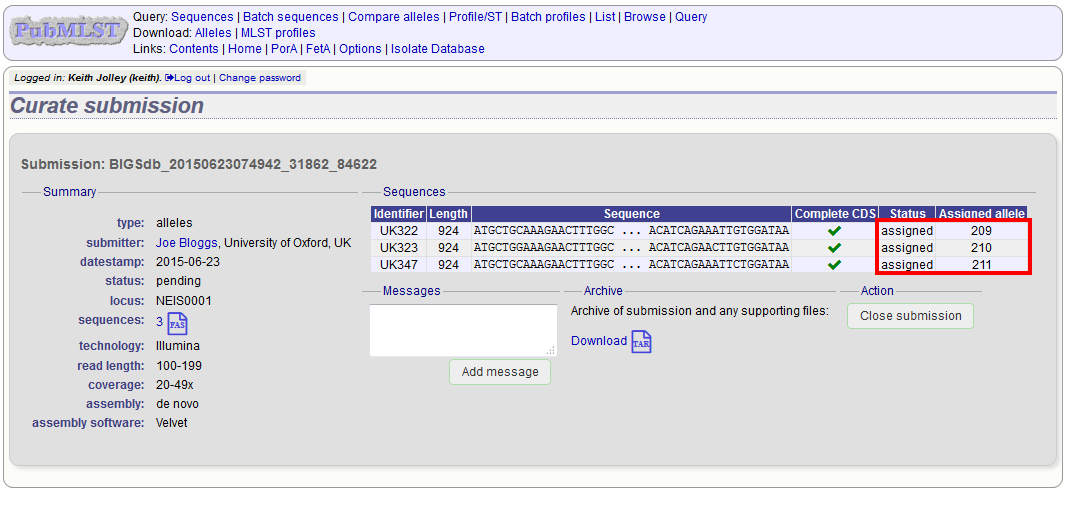 PubMLST
Query: Sequences | Batch sequences | Compare alleles | Profile/ST | Batch profiles | List | Browse | Query
Download: Alleles | MLST profiles
Links: Contents | Home | PorA | FetA | Options | Isolate Database
Logged in: Keith Jolley (keith). Log out | Change password
Curate submission
Submission: BIGSdb_20150623074942_31862_84622
Summary
type: alleles
submitter: Joe Bloggs, University of Oxford, UK
datestamp: 2015-06-23
status: pending
locus: NEIS0001
sequences: 3 FAS
technology: Illumina
read length: 100-199
coverage: 20-49x
assembly: de novo
assembly software: Velvet
Sequences
Identifier Length Sequence Complete CDS Status Assigned allele
UK322 924 ATGCTGCAAAGAACTTTGGC ... ACATCAGAAATTGTGGATAA assigned 209
UK323 924 ATGCTGAAAGAACTTTGGC ... ACATCAGAAATTGTGGATAA assigned 210
UK347 924 ATGCTGCAAAGAACTTTGGC ... ACATCAGAAATTCTGGATAA assigned 211
Messages
Add message
Archive
Archive of submission and any supporting files:
Download TAR
Action
Close submission